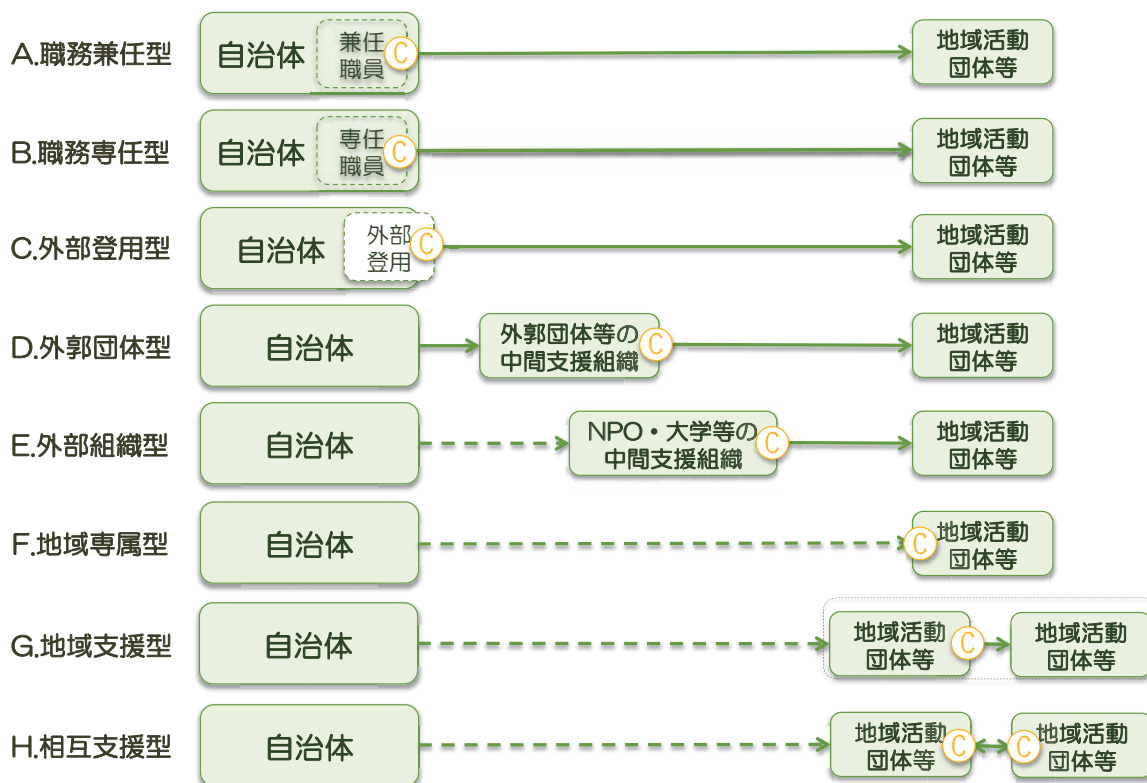 A.職務兼任型
自治体
兼任
職員
C
地域活動
団体等
B.職務専任型
自治体
専任
職員
C
地域活動
団体等
C.外部登用型
自治体
外部
登用
C
地域活動
団体等
D.外郭団体型
自治体
外郭団体等の
中間支援組織
C
地域活動
団体等
E.外部組織型
自治体
NPO・大学等の
中間支援組織
C
地域活動
団体等
F.地域専属型
自治体
C
地域活動
団体等
G.地域支援型
自治体
地域活動
団体等
C
地域活動
団体等
H.相互支援型
自治体
地域活動
団体等
C
C
地域活動
団体等